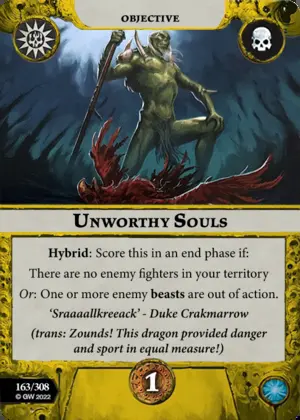 OBJECTIVE
UNWORTHY SOULS
Hybrid: Score this in an end phase if:
There are no enemy fighters in your territory
Or: One or more enemy beasts are out of action.
‘Sraaallkreeack’ - Duke Crakmarrow
(trans: Zounds! This dragon provided danger
and sport in equal measure!)
163/308
© GW 2022
1